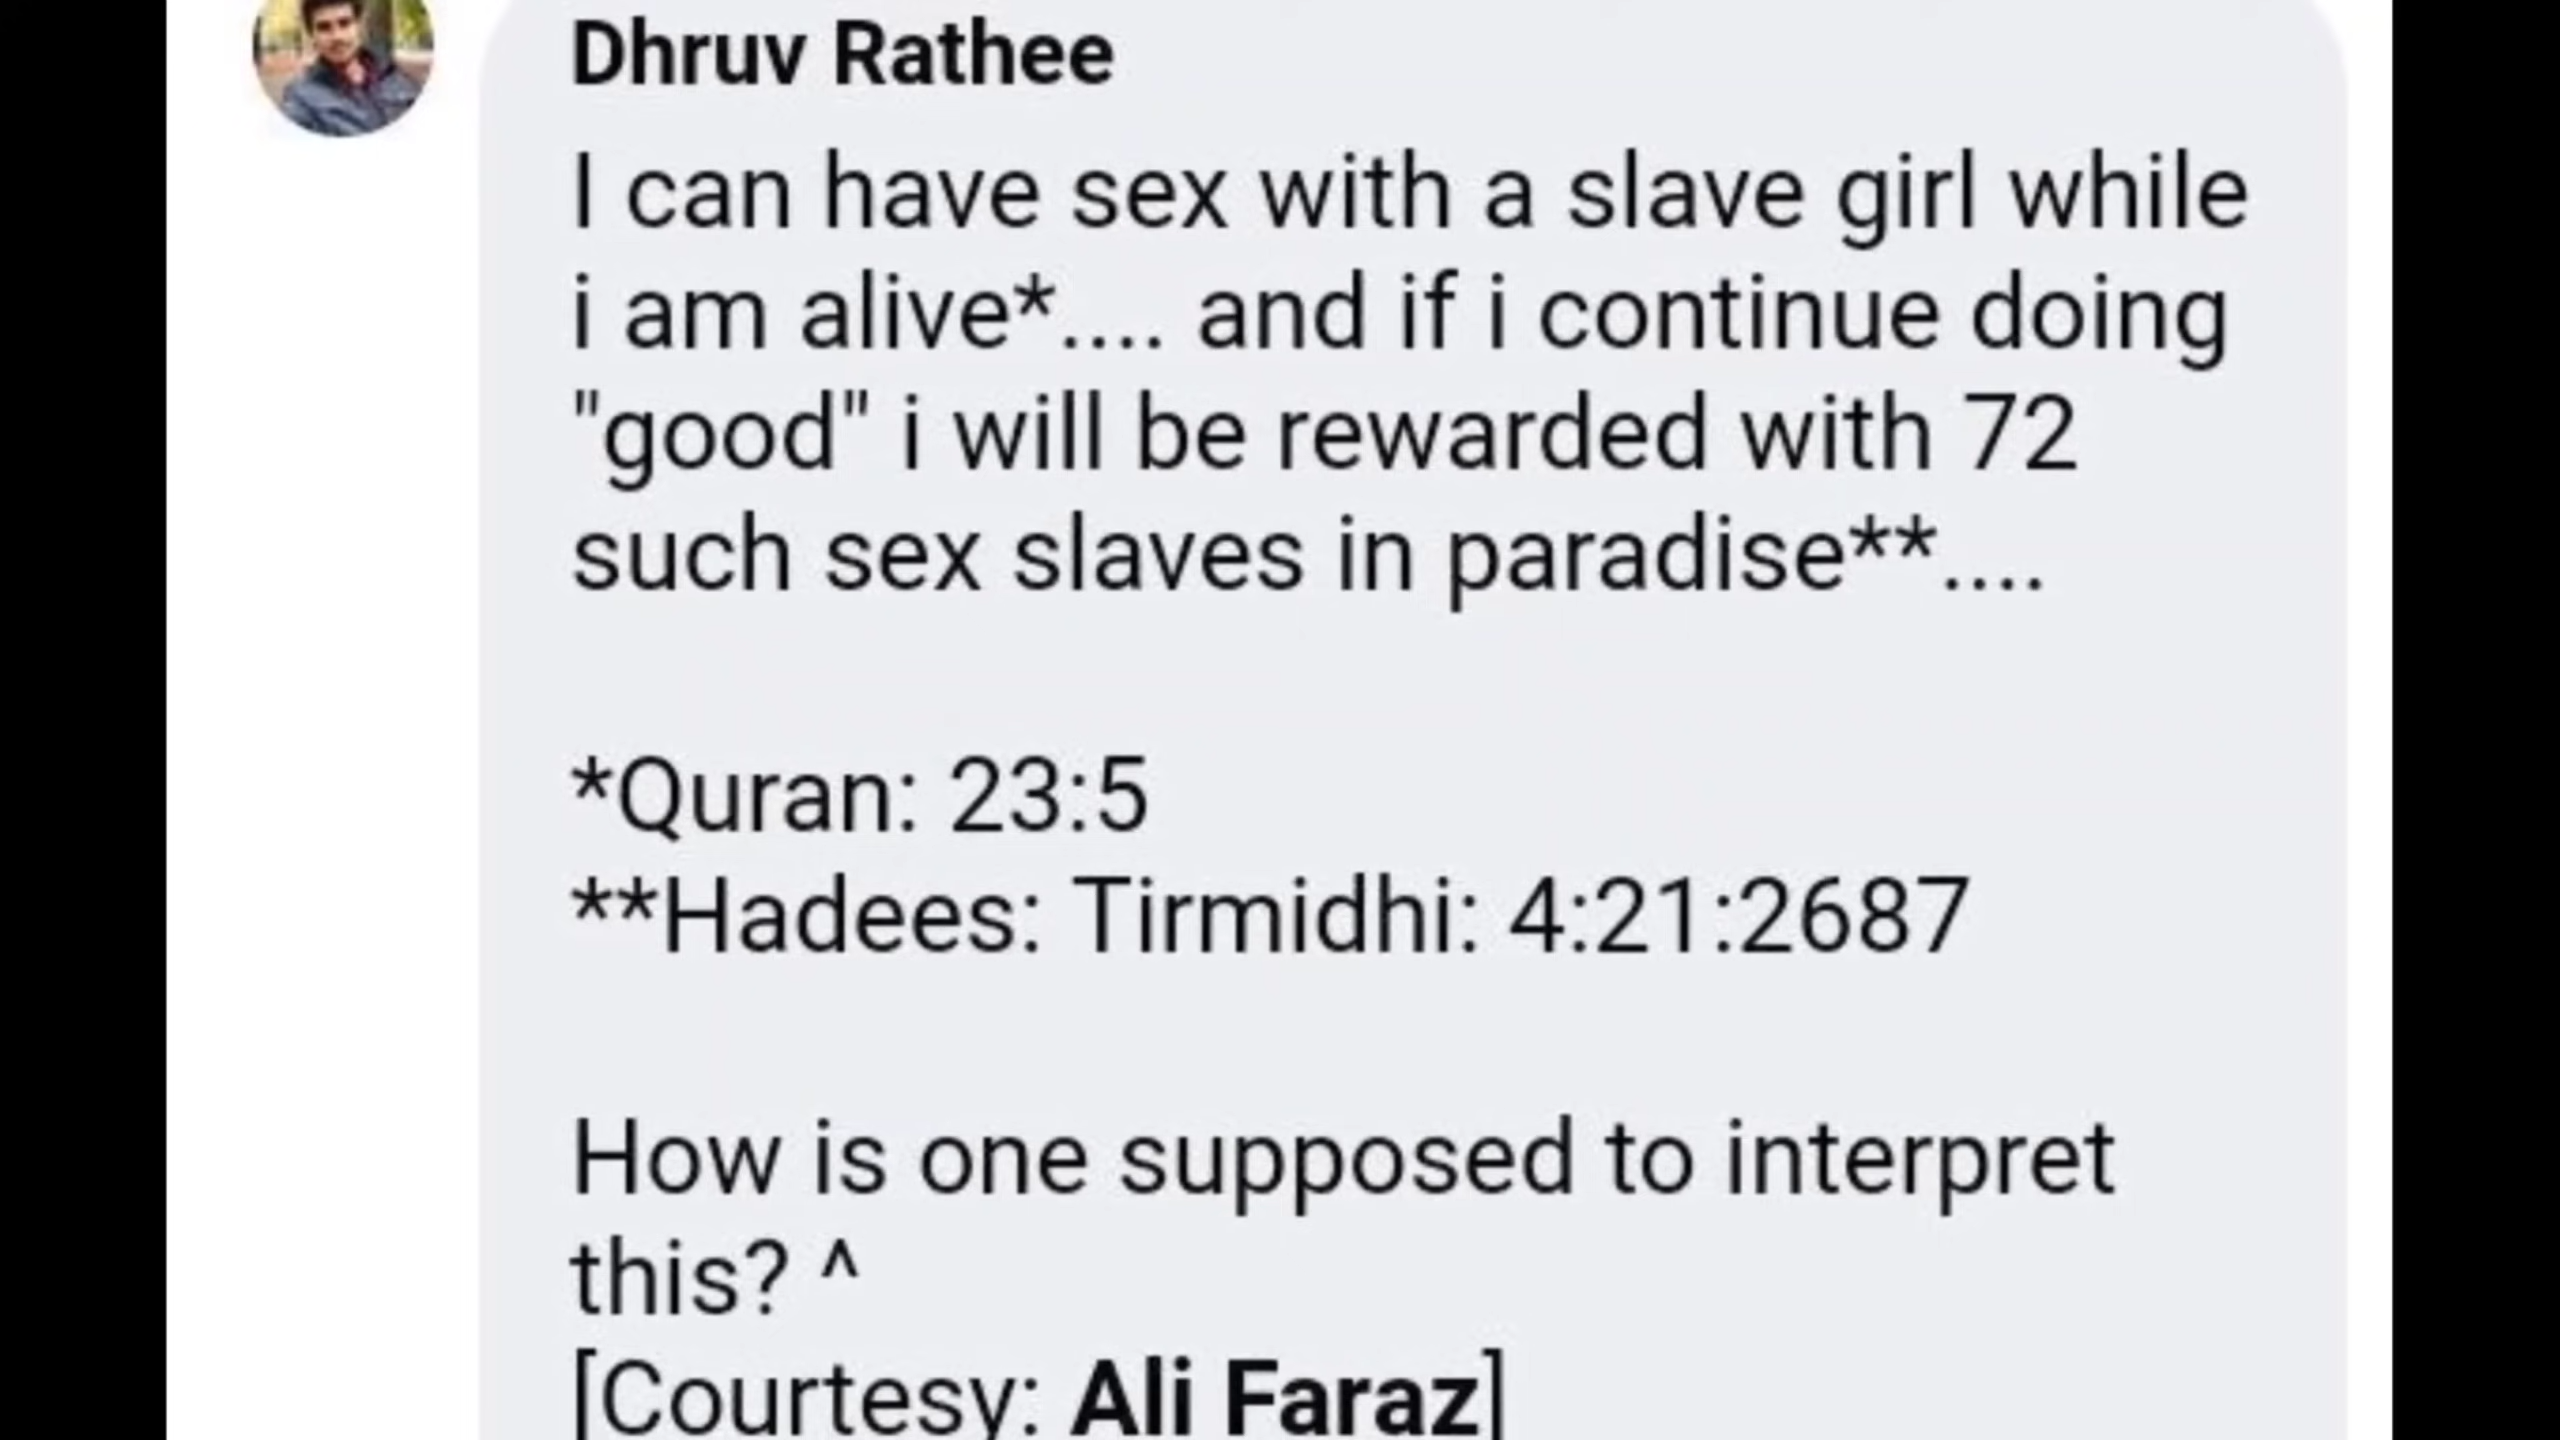 Dhruv Rathee
I can have sex with a slave girl while
i am alive*.... and if i continue doing
"good" i will be rewarded with 72
such sex slaves in paradise**....
*Quran: 23:5
**Hadees: Tirmidhi: 4:21:2687
How is one supposed to interpret
this? ^
[Courtesy: Ali Faraz]